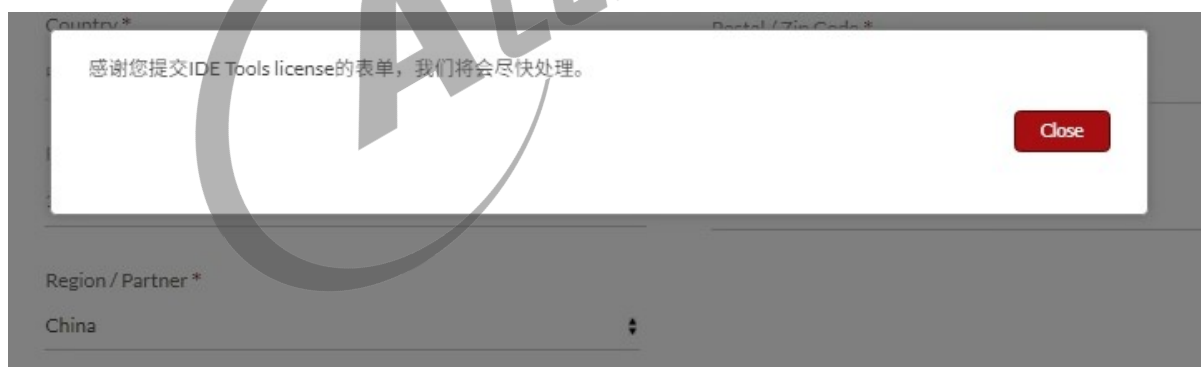 Country *
Postal / Zip Code *
感谢您提交IDE Tools license的表单，我们将会尽快处理。
Close
Region / Partner *
China